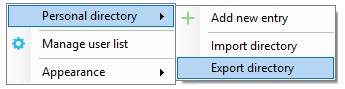 Personal directory
Manage user list
Appearance
Add new entry
Import directory
Export directory